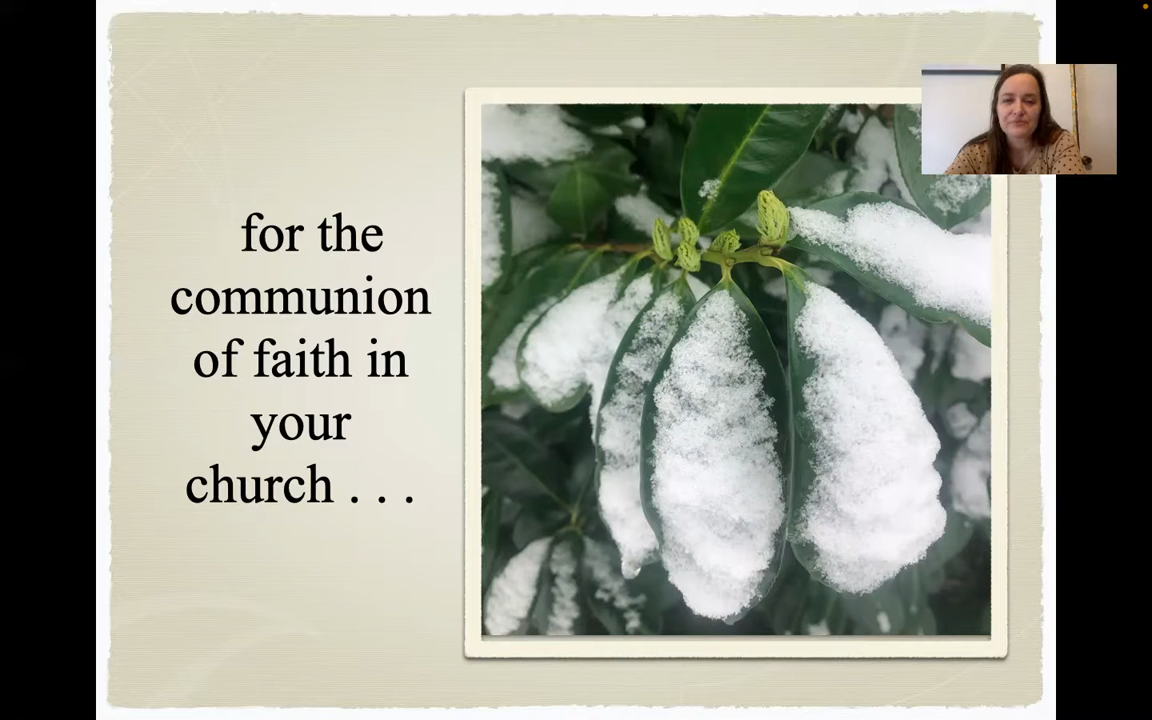 for the
communion
of faith in
your
church . . .